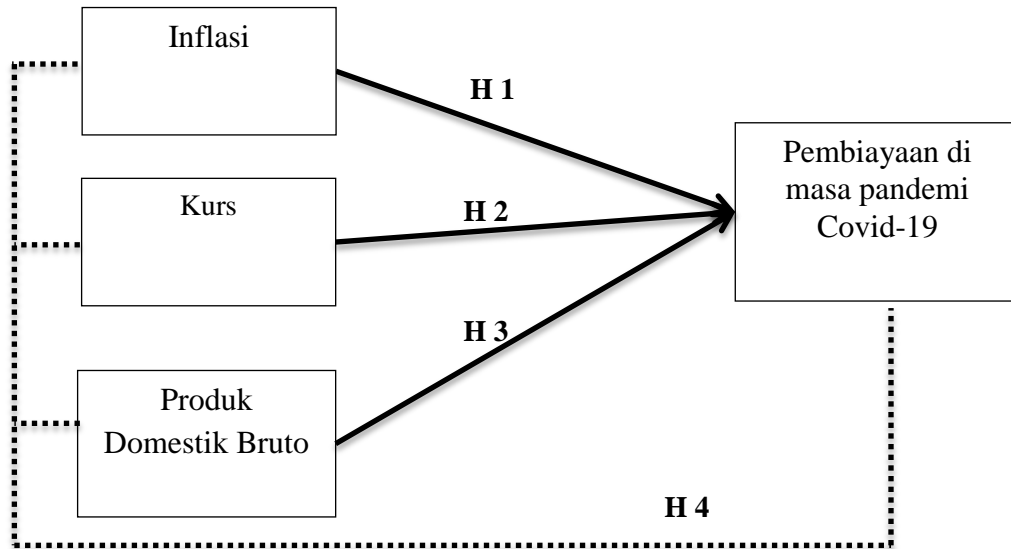 Inflasi
H 1
Pembiayaan di
masa pandemi
Covid-19
Kurs
H 2
H 3
Produk
Domestik Bruto
H 4